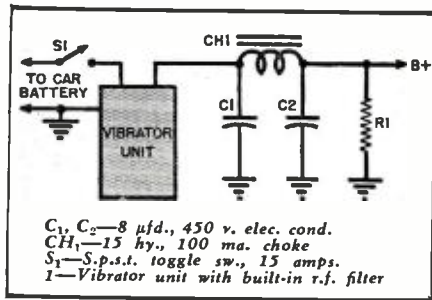 S1
TO CAR
BATTERY
VIBRATOR
UNIT
CH1
C1
C2
R1
B+
C₁, C₂—8 µfd., 450 v. elec. cond.
CH₁—15 hy., 100 ma. choke
S₁—S.p.s.t. toggle sw., 15 amps.
1—Vibrator unit with built-in r.f. filter